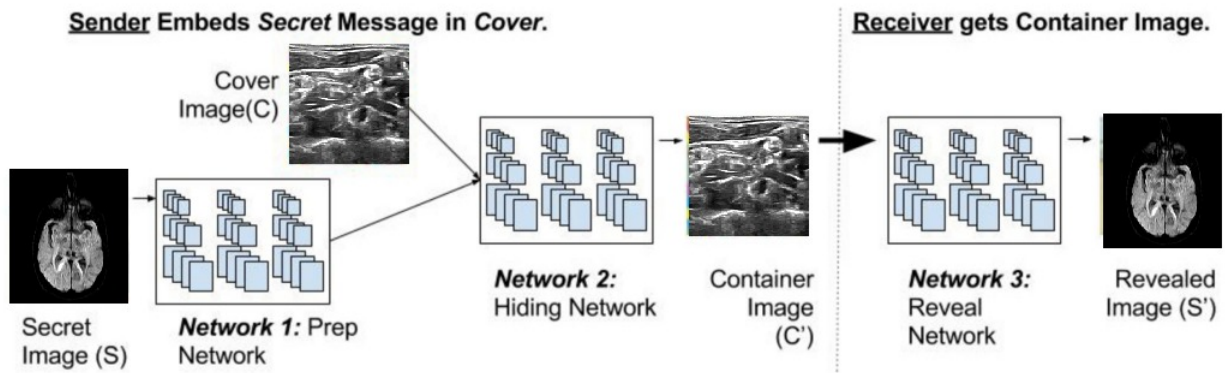 Sender Embeds Secret Message in Cover.
Receiver gets Container Image.
Cover
Image(C)
Secret
Image (S)
Network 1: Prep
Network
Network 2:
Hiding Network
Container
Image
(C’)
Network 3:
Reveal
Network
Revealed
Image (S’)